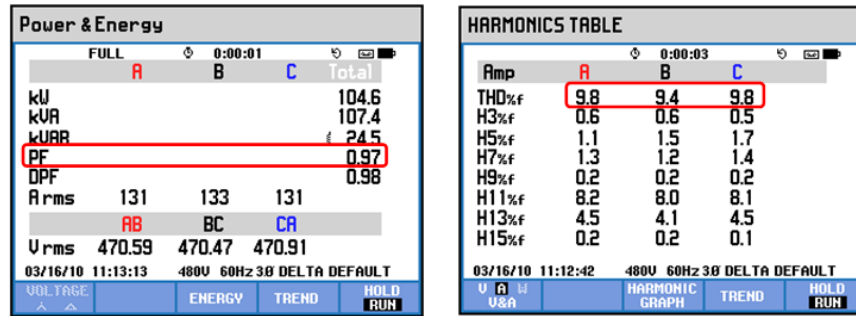 Power & Energy
FULL 0:00:01
A B C Total
kW 104.6
kVA 107.4
kVAR 24.5
PF 0.97
DPF 0.98
A rms 131 133 131
AB BC CA
V rms 470.59 470.47 470.91
03/16/10 11:13:13 480V 60Hz 3Ø DELTA DEFAULT
VOLTAGE ENERGY TREND HOLD
RUN
HARMONICS TABLE
0:00:03
Amp A B C
THD%f 9.8 9.4 9.8
H3%f 0.6 0.6 0.5
H5%f 1.1 1.5 1.7
H7%f 1.3 1.2 1.4
H9%f 0.2 0.2 0.2
H11%f 8.2 8.0 8.1
H13%f 4.5 4.1 4.5
H15%f 0.2 0.2 0.1
03/16/10 11:12:42 480V 60Hz 3Ø DELTA DEFAULT
V A W HARMONIC TREND HOLD
V&A GRAPH RUN